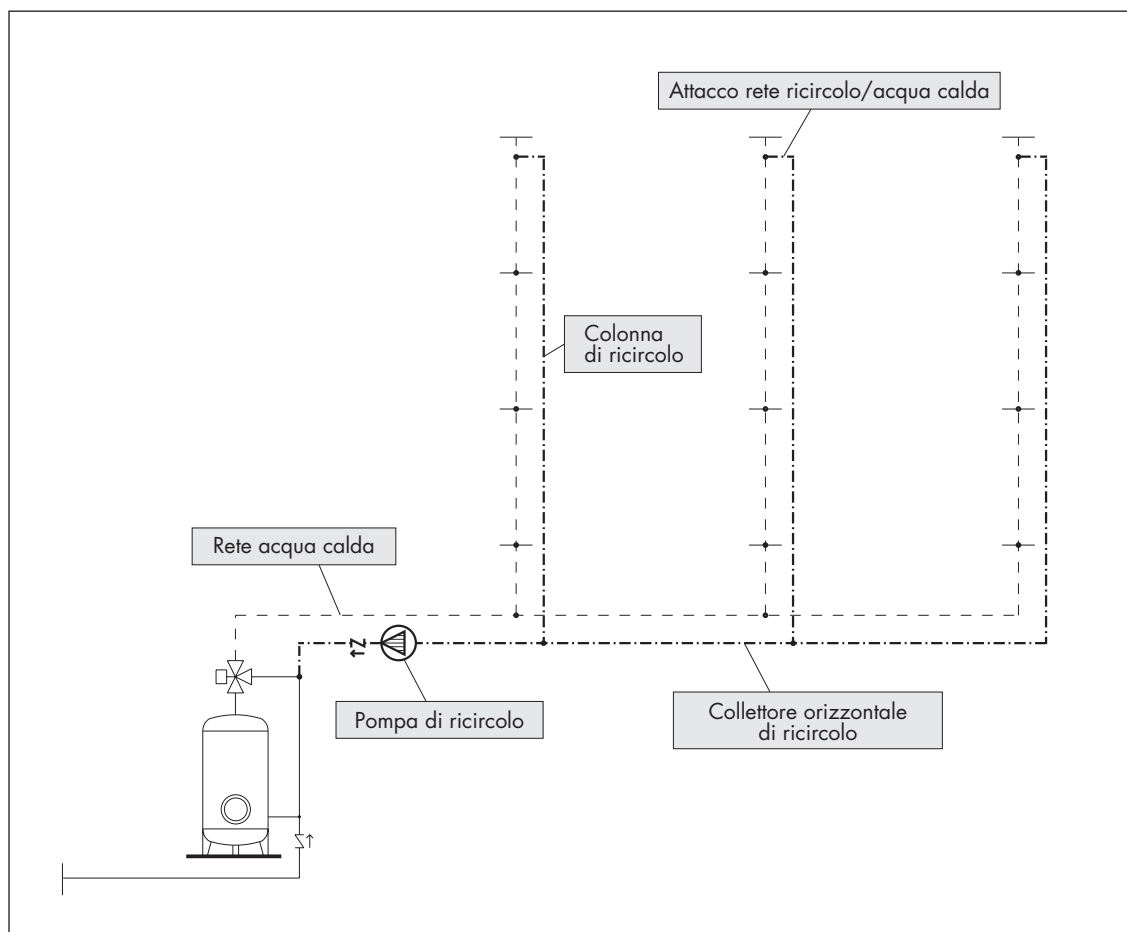 Attacco rete ricircolo/acqua calda
Colonna
di ricircolo
Rete acqua calda
Pompa di ricircolo
Collettore orizzontale
di ricircolo